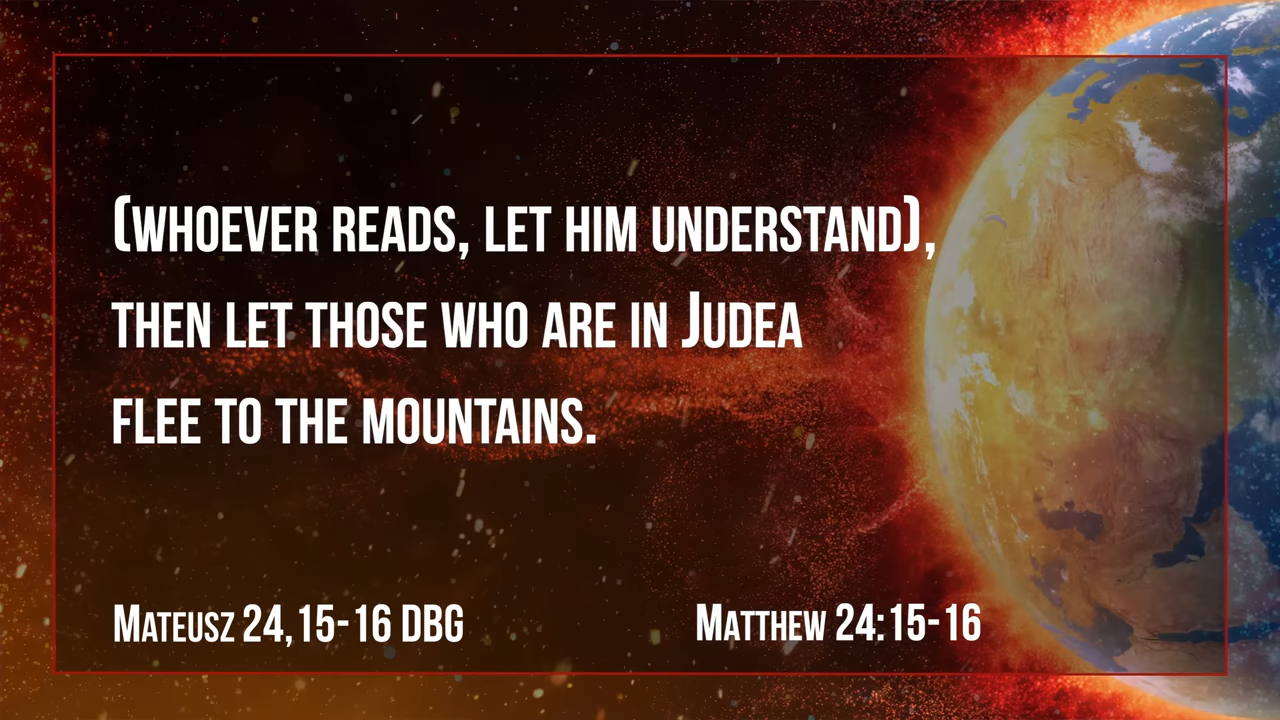 (whoever reads, let him understand),
then let those who are in Judea
flee to the mountains.
Mateusz 24,15-16 DBG
Matthew 24:15-16